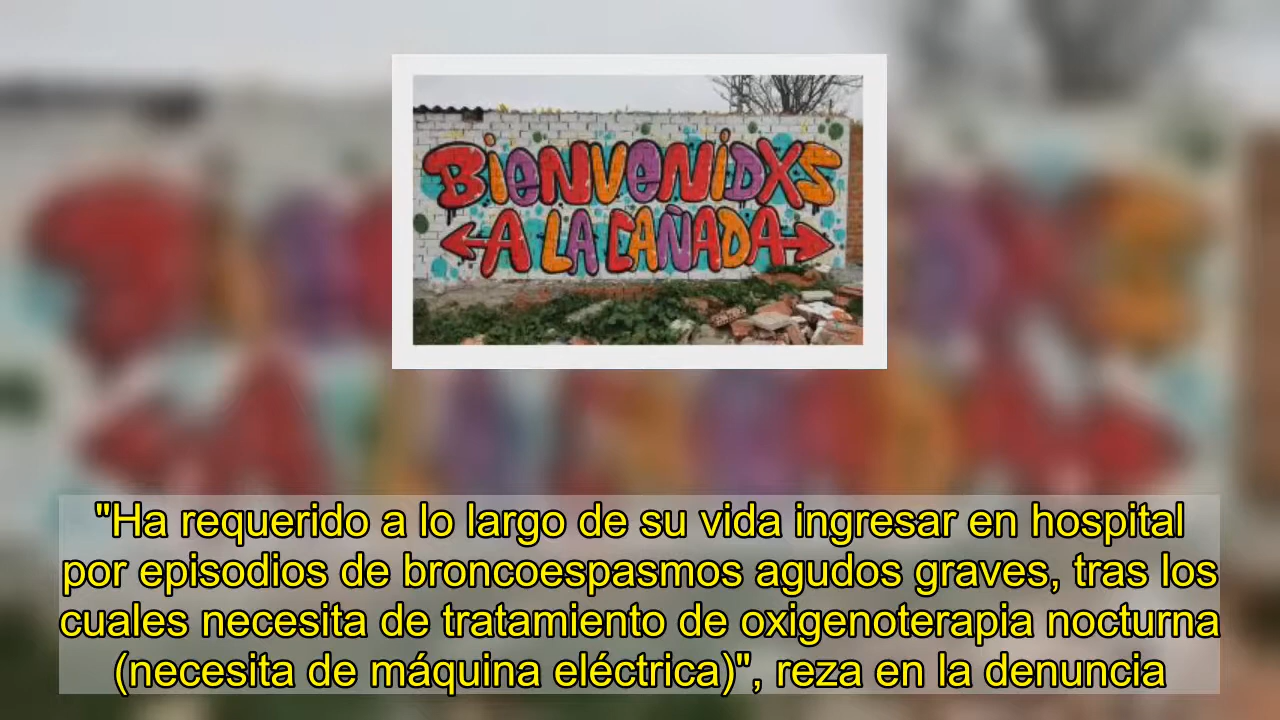 BIENVENIDXS
A LA CAÑADA
"Ha requerido a lo largo de su vida ingresar en hospital
por episodios de broncoespasmos agudos graves, tras los
cuales necesita de tratamiento de oxigenoterapia nocturna
(necesita de máquina eléctrica)", reza en la denuncia